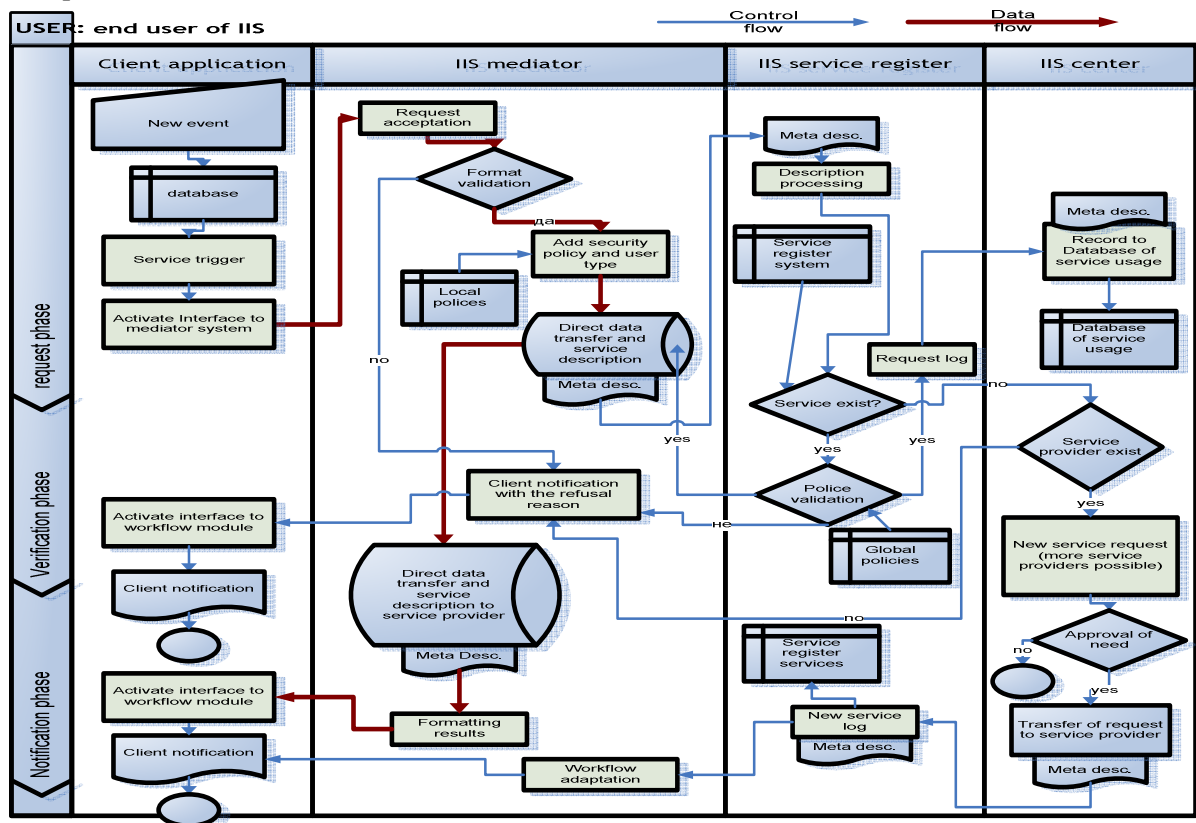 USER: end user of IIS
Control
flow
Data
flow
Client application
IIS mediator
IIS service register
IIS center
request phase
Verification phase
Notification phase
New event
database
Service trigger
Activate Interface to
mediator system
Activate interface to
workflow module
Client notification
Activate interface to
workflow module
Client notification
Request
acceptation
Format
validation
да
Add security
policy and user
type
Local
polices
Direct data
transfer and
service
description
Meta desc.
no
yes
Client notification
with the refusal
reason
Direct data
transfer and
service
description to
service provider
Meta Desc.
Formatting
results
Workflow
adaptation
Meta desc.
Description
processing
Service
register
system
Request log
Service exist?
no
yes
yes
Police
validation
не
Global
policies
no
Service
register
services
New service
log
Meta desc.
Meta desc.
Record to
Database of
service usage
Database
of service
usage
Service
provider exist
yes
New service request
(more service
providers possible)
Approval of
need
no
yes
Transfer of request
to service provider
Meta desc.